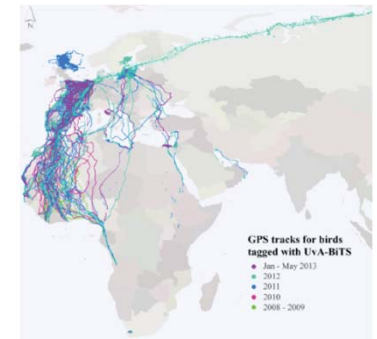 N
GPS tracks for birds
tagged with UvA-BiTS
Jan - May 2013
2012
2011
2010
2008 - 2009